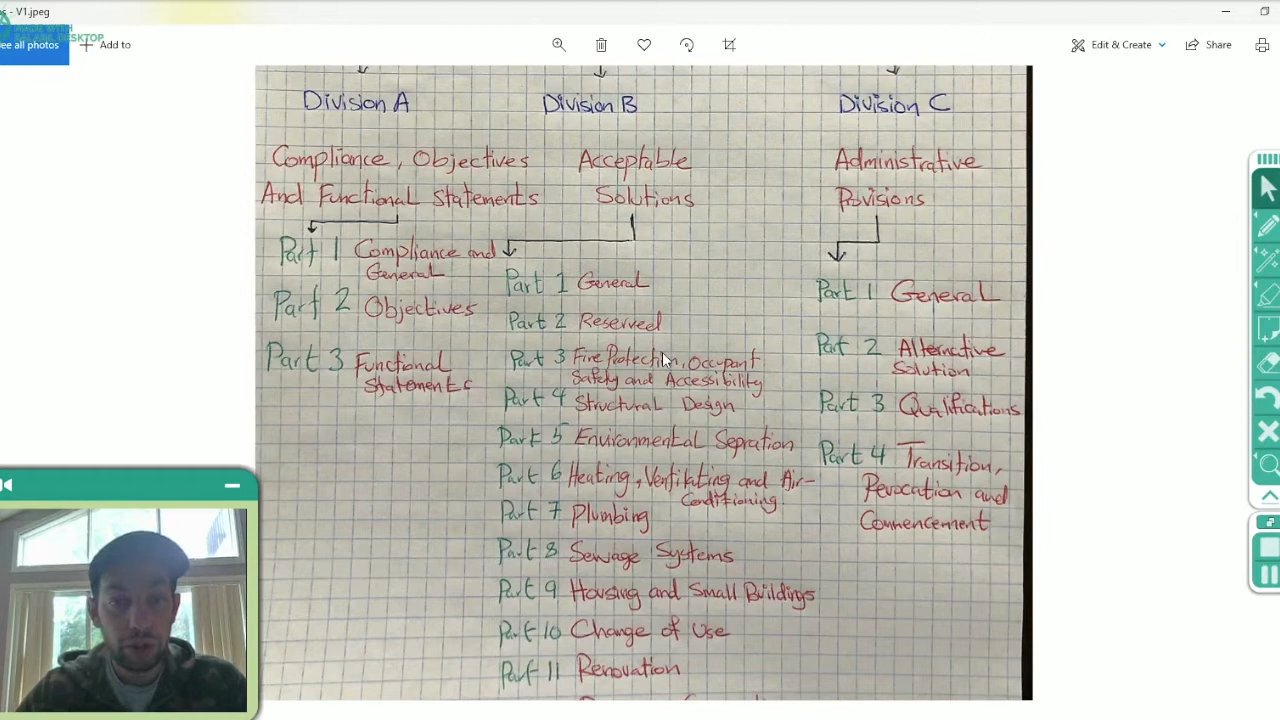 os - V1.jpeg
MADE WITH
ee all photos
Add to
Edit & Create
Share
Division A
Division B
Division C
Compliance, Objectives
And Functional Statements
Acceptable
Solutions
Administrative
Provisions
Part 1 Compliance and
General
Part 2 Objectives
Part 3 Functional
Statements
Part 1 General
Part 2 Reserved
Part 3 Fire Protection, Occupant
Safety and Accessibility
Part 4 Structural Design
Part 5 Environmental Sepration
Part 6 Heating, Ventilating and Air-
Conditioning
Part 7 Plumbing
Part 8 Sewage Systems
Part 9 Housing and Small Buildings
Part 10 Change of Use
Part 11 Renovation
Part 1 General
Part 2 Alternative
Solution
Part 3 Qualifications
Part 4 Transition,
Revocation and
Commencement